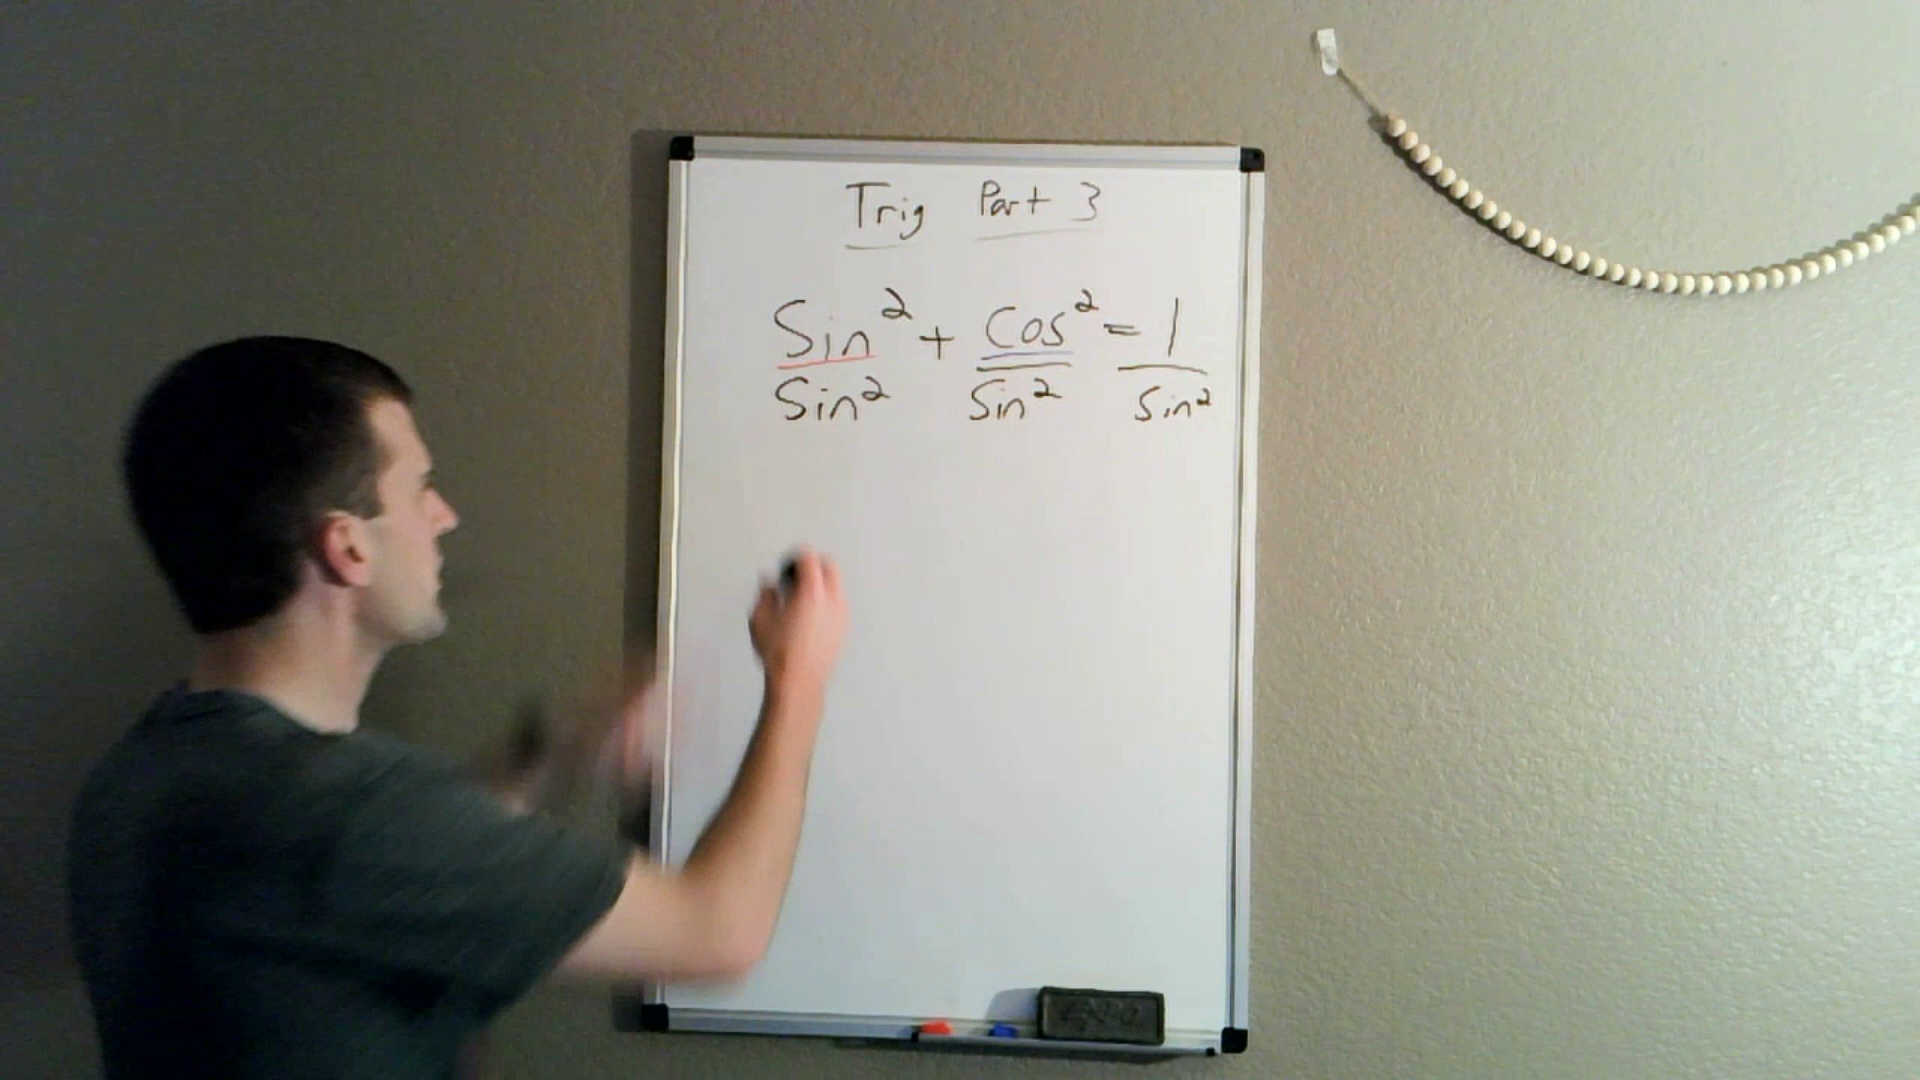 Trig Part 3
Sin² + Cos² = 1
Sin² Sin² Sin²